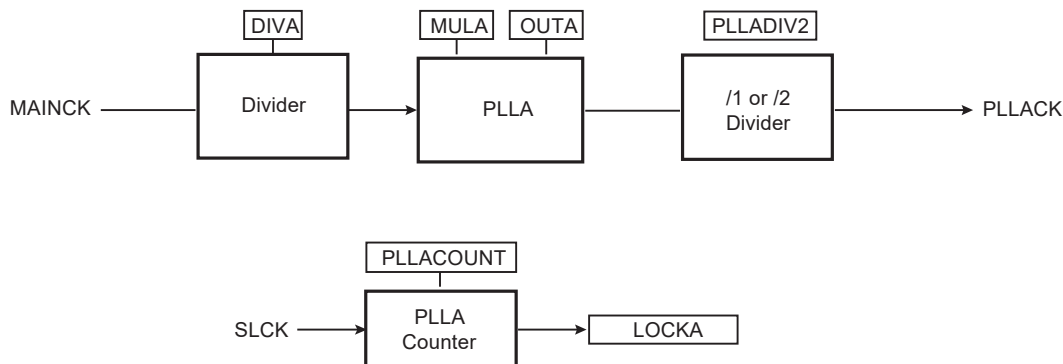 DIVA
MULA
OUTA
PLLADIV2
MAINCK
Divider
PLLA
/1 or /2
Divider
PLLACK
PLLACOUNT
SLCK
PLLA
Counter
LOCKA